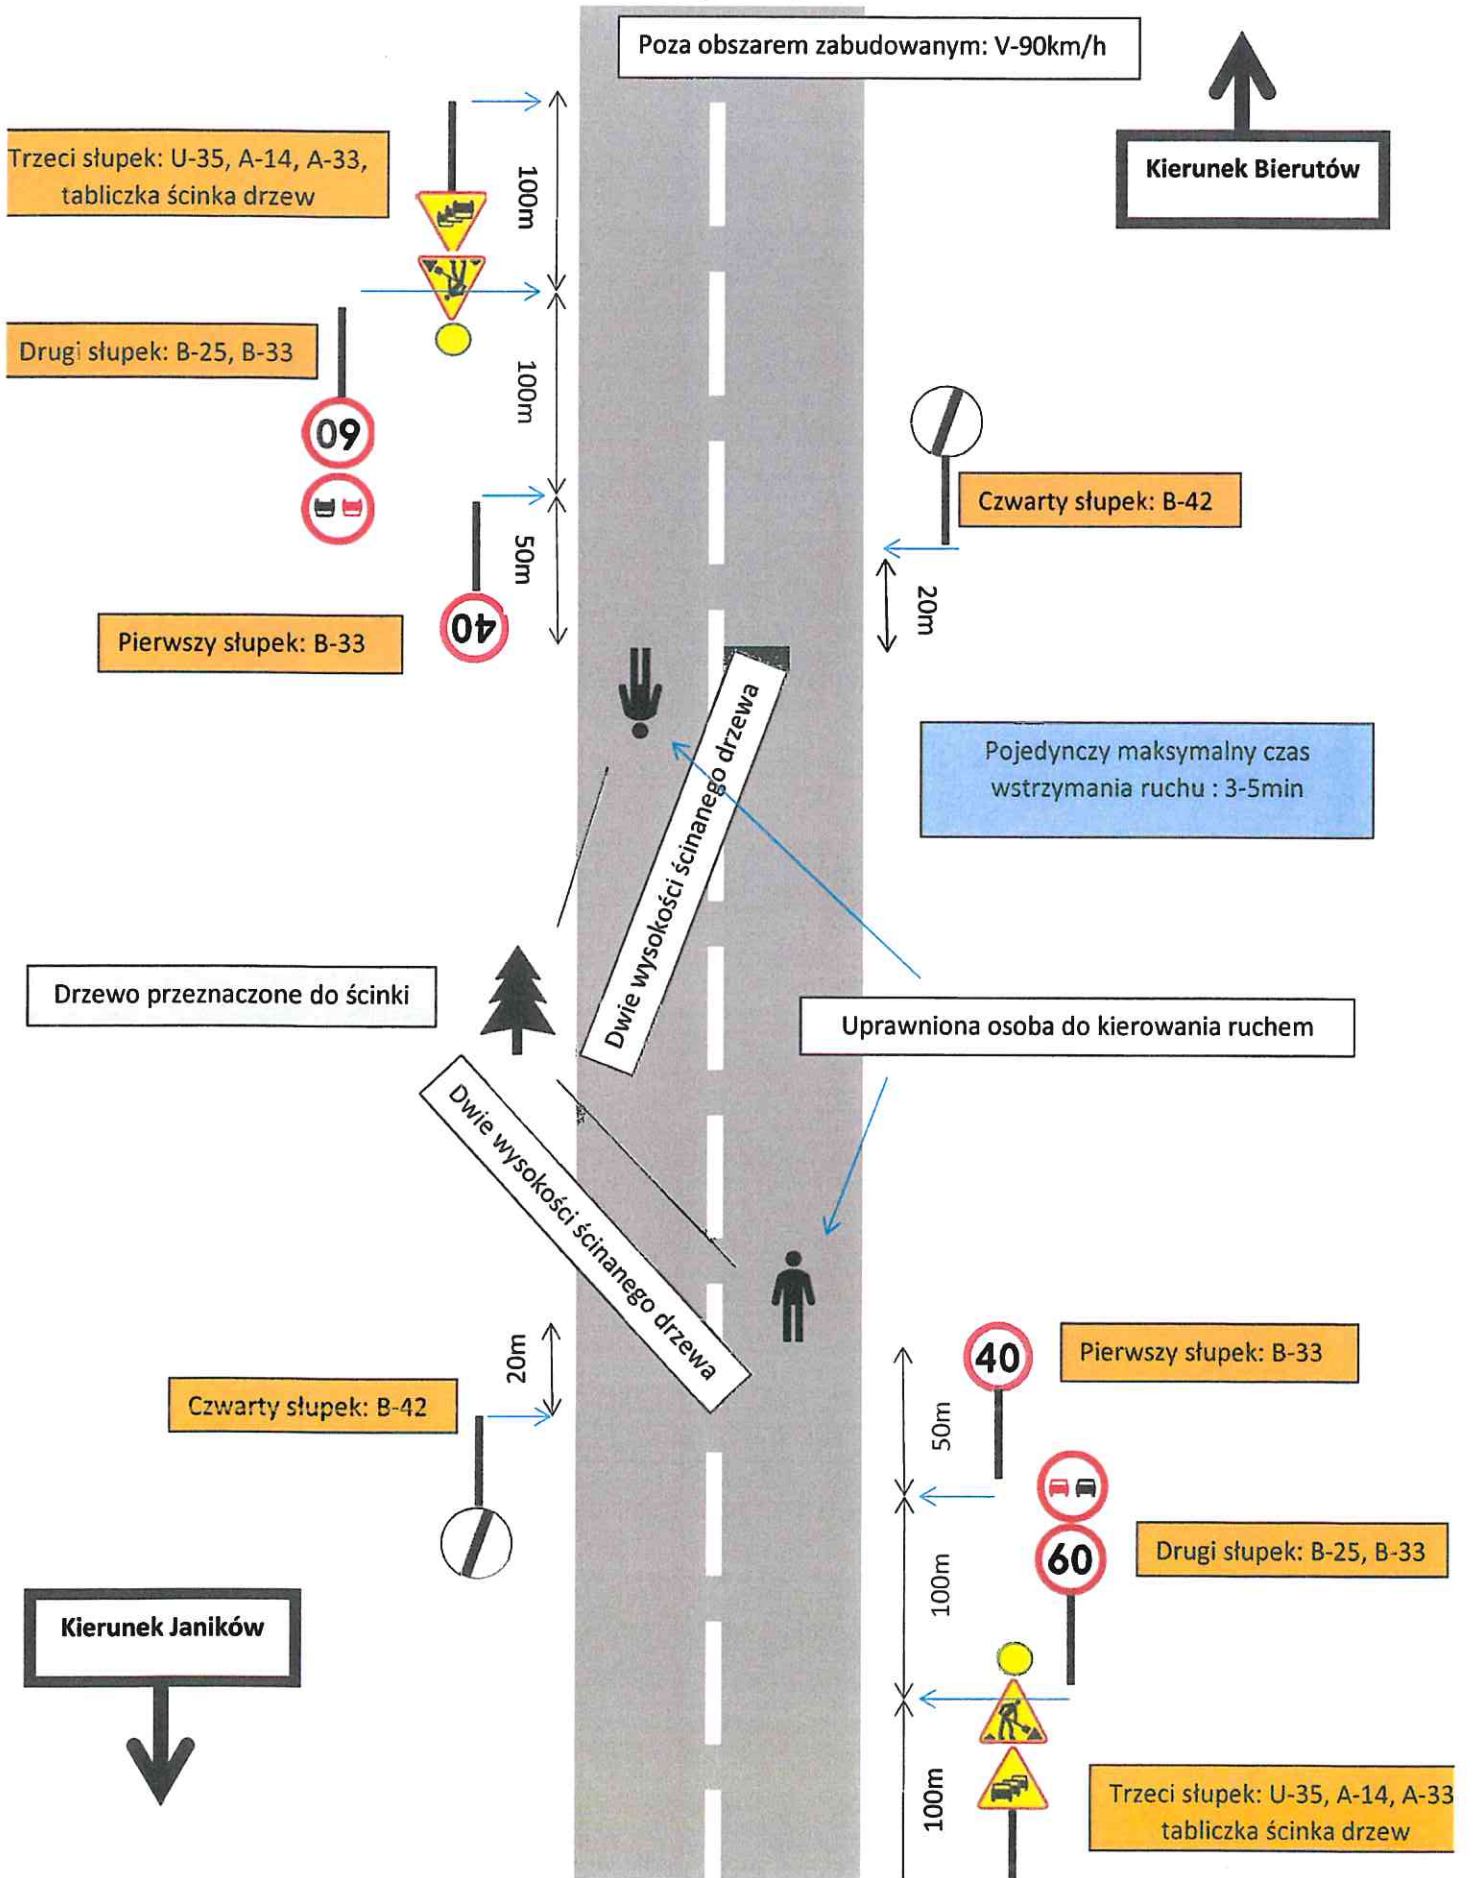 Poza obszarem zabudowanym: V-90km/h
Kierunek Bierutów
Trzeci słupek: U-35, A-14, A-33,
tabliczka ścinka drzew
100m
Drugi słupek: B-25, B-33
100m
60
Czwarty słupek: B-42
50m
20m
Pierwszy słupek: B-33
40
Dwie wysokości ścinanego drzewa
Pojedynczy maksymalny czas
wstrzymania ruchu : 3-5min
Drzewo przeznaczone do ścinki
Uprawniona osoba do kierowania ruchem
Dwie wysokości ścinanego drzewa
20m
40
Pierwszy słupek: B-33
Czwarty słupek: B-42
50m
60
Drugi słupek: B-25, B-33
100m
Kierunek Janików
100m
Trzeci słupek: U-35, A-14, A-33
tabliczka ścinka drzew